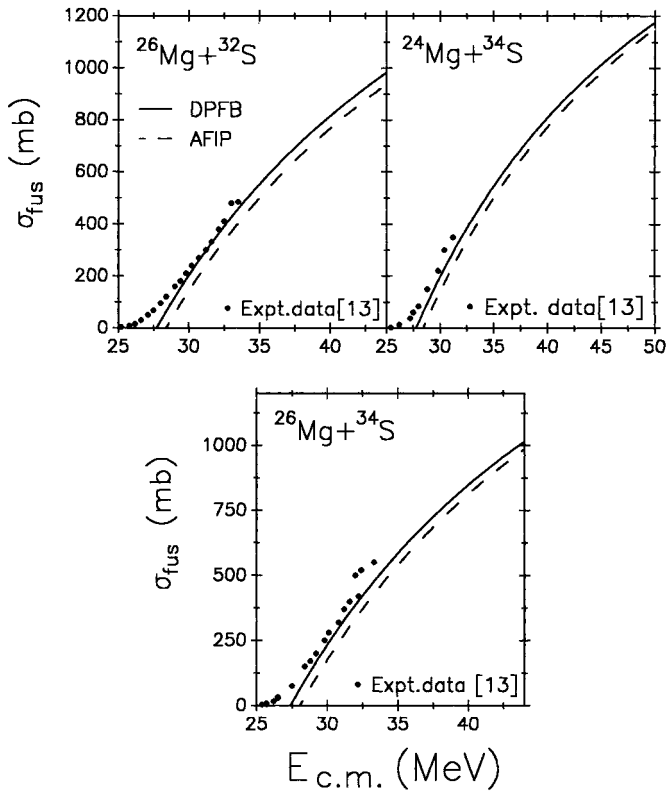 1200
1000
800
600
400
200
0
σfus (mb)
²⁶Mg+³²S
DPFB
AFIP
Expt.data[13]
25 30 35 40
²⁴Mg+³⁴S
Expt. data[13]
25 30 35 40 45 50
1000
750
500
250
0
σfus (mb)
²⁶Mg+³⁴S
Expt.data [13]
25 30 35 40
Ec.m. (MeV)